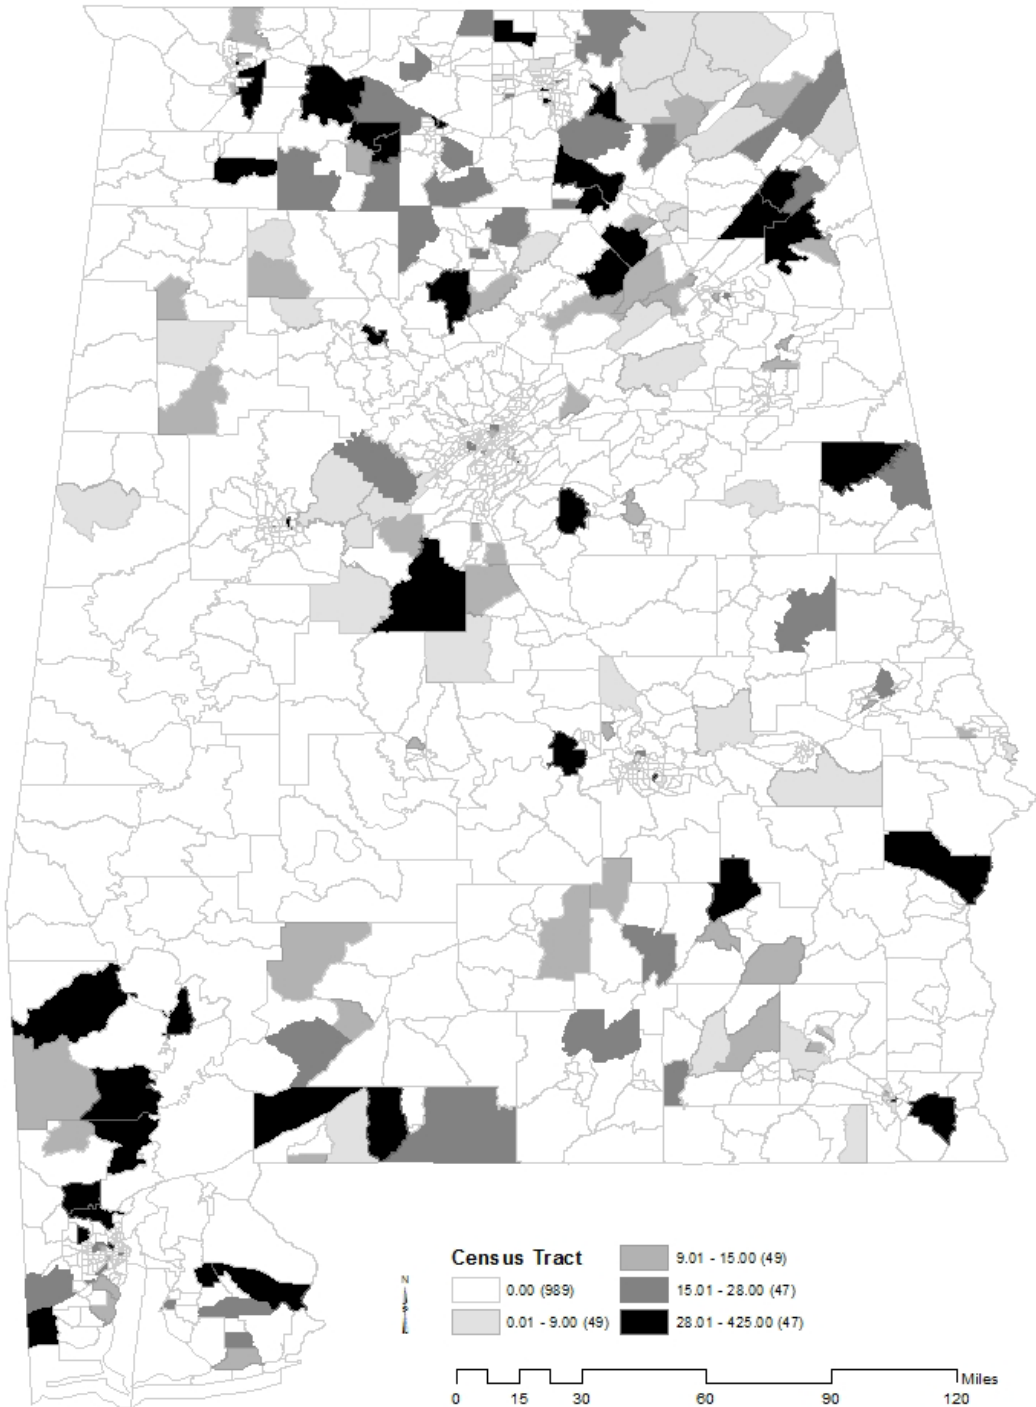 Census Tract
0.00 (989)
0.01 - 9.00 (49)
9.01 - 15.00 (49)
15.01 - 28.00 (47)
28.01 - 425.00 (47)
N
Miles
0 15 30 60 90 120